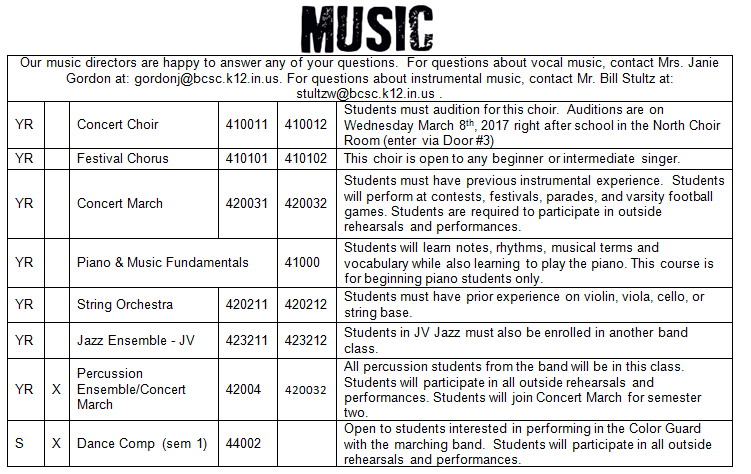 MUSIC
Our music directors are happy to answer any of your questions.  For questions about vocal music, contact Mrs. Janie
Gordon at: gordonj@bcsc.k12.in.us. For questions about instrumental music, contact Mr. Bill Stultz at:
stultzw@bcsc.k12.in.us .
YR Concert Choir 410011 410012 Students must audition for this choir.  Auditions are on
Wednesday March 8th, 2017 right after school in the North Choir
Room (enter via Door #3)
YR Festival Chorus 410101 410102 This choir is open to any beginner or intermediate singer.
YR Concert March 420031 420032 Students must have previous instrumental experience.  Students
will perform at contests, festivals, parades, and varsity football
games. Students are required to participate in outside
rehearsals and performances.
YR Piano & Music Fundamentals 41000 Students will learn notes, rhythms, musical terms and
vocabulary while also learning to play the piano. This course is
for beginning piano students only.
YR String Orchestra 420211 420212 Students must have prior experience on violin, viola, cello, or
string base.
YR Jazz Ensemble - JV 423211 423212 Students in JV Jazz must also be enrolled in another band
class.
YR X Percussion
Ensemble/Concert
March 42004 420032 All percussion students from the band will be in this class.
Students will participate in all outside rehearsals and
performances. Students will join Concert March for semester
two.
S X Dance Comp  (sem 1) 44002 Open to students interested in performing in the Color Guard
with the marching band.  Students will participate in all outside
rehearsals and performances.